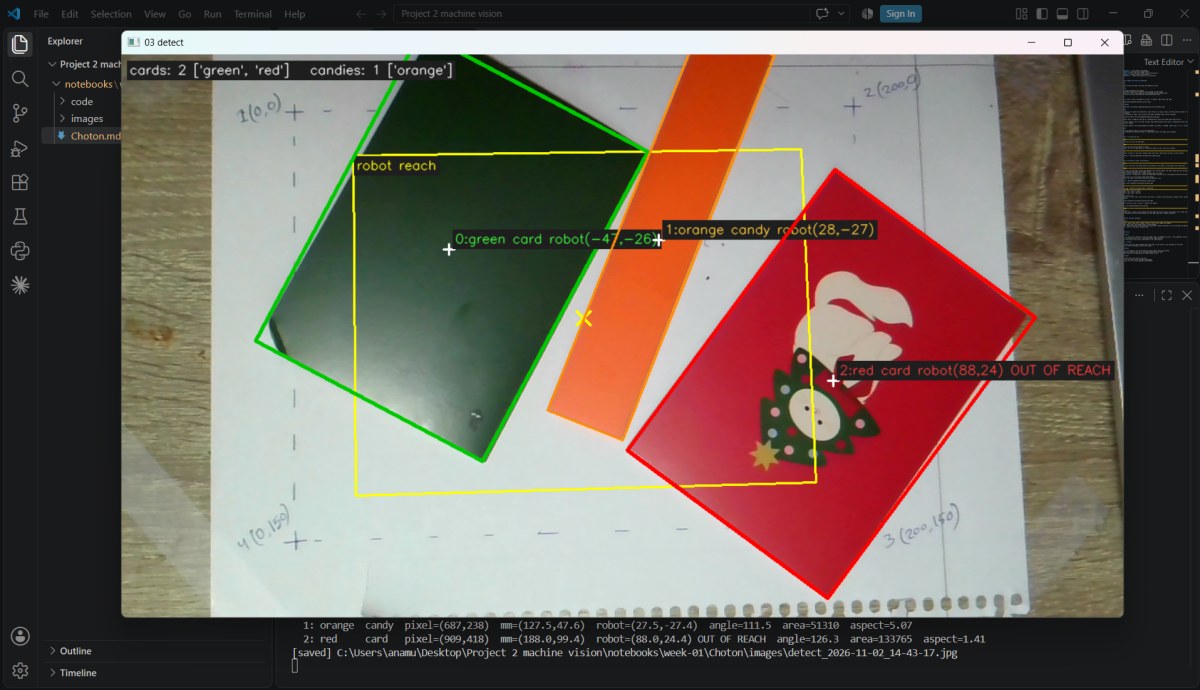 File Edit Selection View Go Run Terminal Help
Project 2 machine vision
Sign In
Explorer
03 detect
Text Editor
Project 2 mach
notebooks\
code
images
Choton.md
cards: 2 ['green', 'red'] candies: 1 ['orange']
1(0,0)
2(200,0)
robot reach
0:green card robot(-47,-26)
1:orange candy robot(28,-27)
2:red card robot(88,24) OUT OF REACH
4(0,150)
3(200,150)
1: orange candy pixel=(687,238) mm=(127.5,47.6) robot=(27.5,-27.4) angle=111.5 area=51310 aspect=5.07
2: red card pixel=(909,418) mm=(188.0,99.4) robot=(88.0,24.4) OUT OF REACH angle=126.3 area=133765 aspect=1.41
[saved] C:\Users\anamu\Desktop\Project 2 machine vision\notebooks\week-01\Choton\images\detect_2026-11-02_14-43-17.jpg
Outline
Timeline